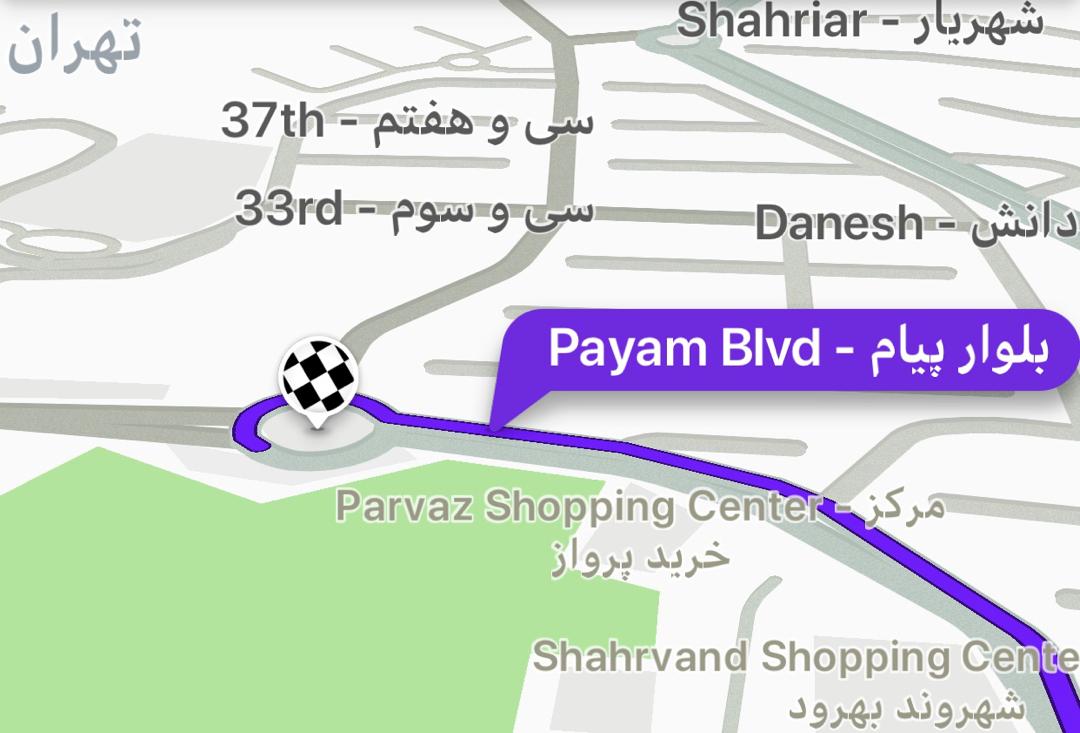 Shahriar - شهریار
تهران
37th - سی و هفتم
33rd - سی و سوم
Danesh - دانش
Payam Blvd - بلوار پیام
Parvaz Shopping Center - مرکز
خرید پرواز
Shahrvand Shopping Cente
شهروند بهرود